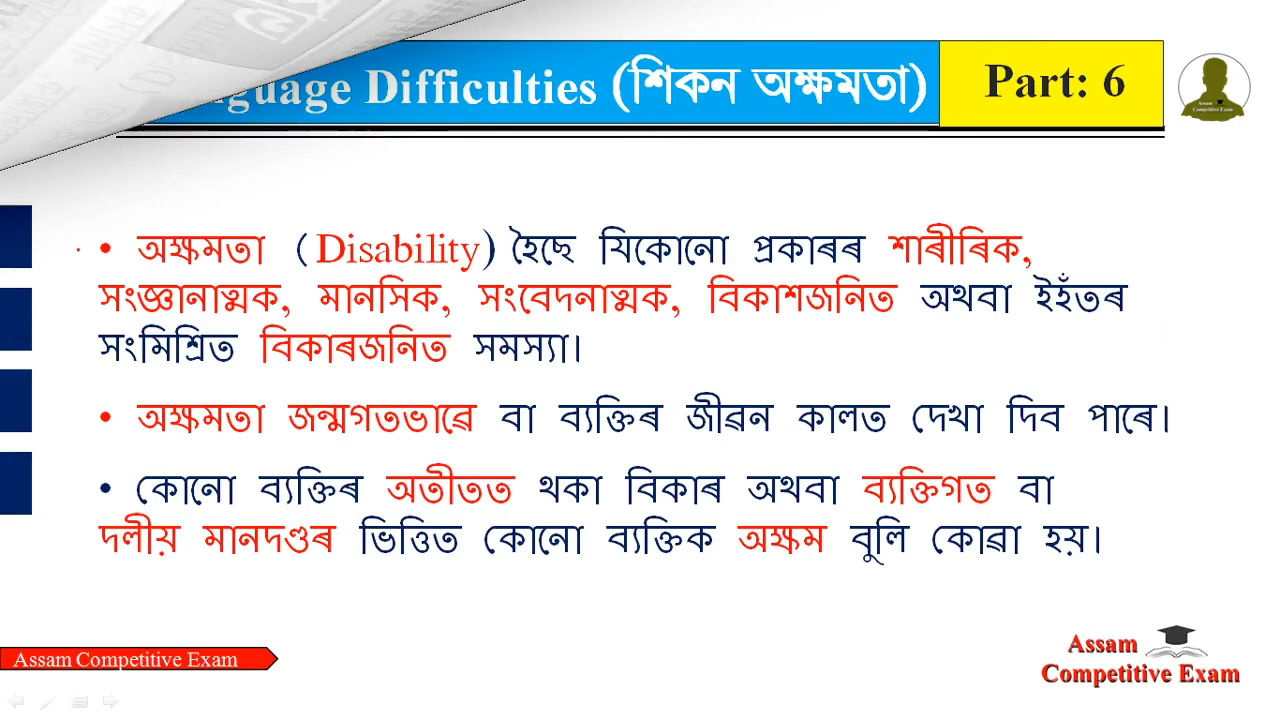 Difficulties (শিকন অক্ষমতা)
Part: 6
• অক্ষমতা (Disability) হৈছে যিকোনো প্ৰকাৰৰ শাৰীৰিক,
সংজ্ঞানাত্মক, মানসিক, সংবেদনাত্মক, বিকাশজনিত অথবা ইহঁতৰ
সংমিশ্ৰিত বিকাৰজনিত সমস্যা।
• অক্ষমতা জন্মগতভাৱে বা ব্যক্তিৰ জীৱন কালত দেখা দিব পাৰে।
• কোনো ব্যক্তিৰ অতীতত থকা বিকাৰ অথবা ব্যক্তিগত বা
দলীয় মানদণ্ডৰ ভিত্তিত কোনো ব্যক্তিক অক্ষম বুলি কোৱা হয়।
Assam Competitive Exam
Assam
Competitive Exam